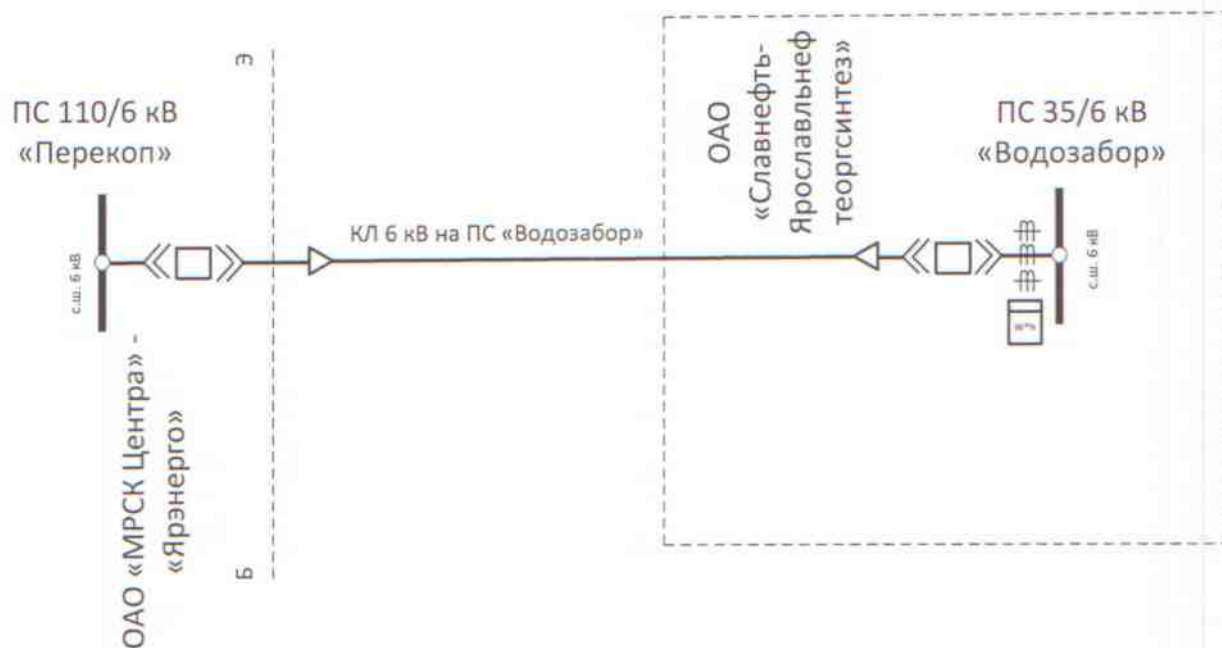 Э
ПС 110/6 кВ
«Перекоп»
с.ш. 6 кВ
ОАО «МРСК Центра» -
«Ярэнерго»
Б
КЛ 6 кВ на ПС «Водозабор»
ОАО
«Славнефть-
Ярославльнеф
теоргсинтез»
ПС 35/6 кВ
«Водозабор»
с.ш. 6 кВ